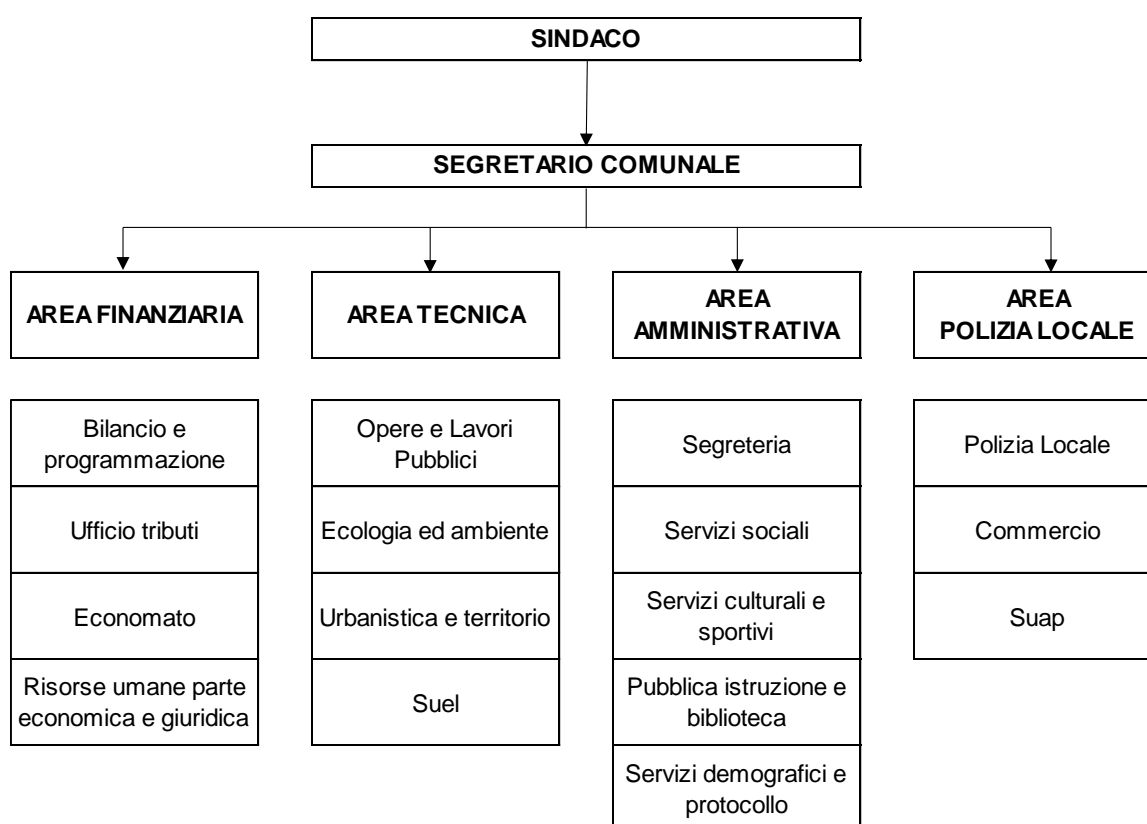 SINDACO
SEGRETARIO COMUNALE
AREA FINANZIARIA
AREA TECNICA
AREA
AMMINISTRATIVA
AREA
POLIZIA LOCALE
Bilancio e
programmazione
Ufficio tributi
Economato
Risorse umane parte
economica e giuridica
Opere e Lavori
Pubblici
Ecologia ed ambiente
Urbanistica e territorio
Suel
Segreteria
Servizi sociali
Servizi culturali e
sportivi
Pubblica istruzione e
biblioteca
Servizi demografici e
protocollo
Polizia Locale
Commercio
Suap